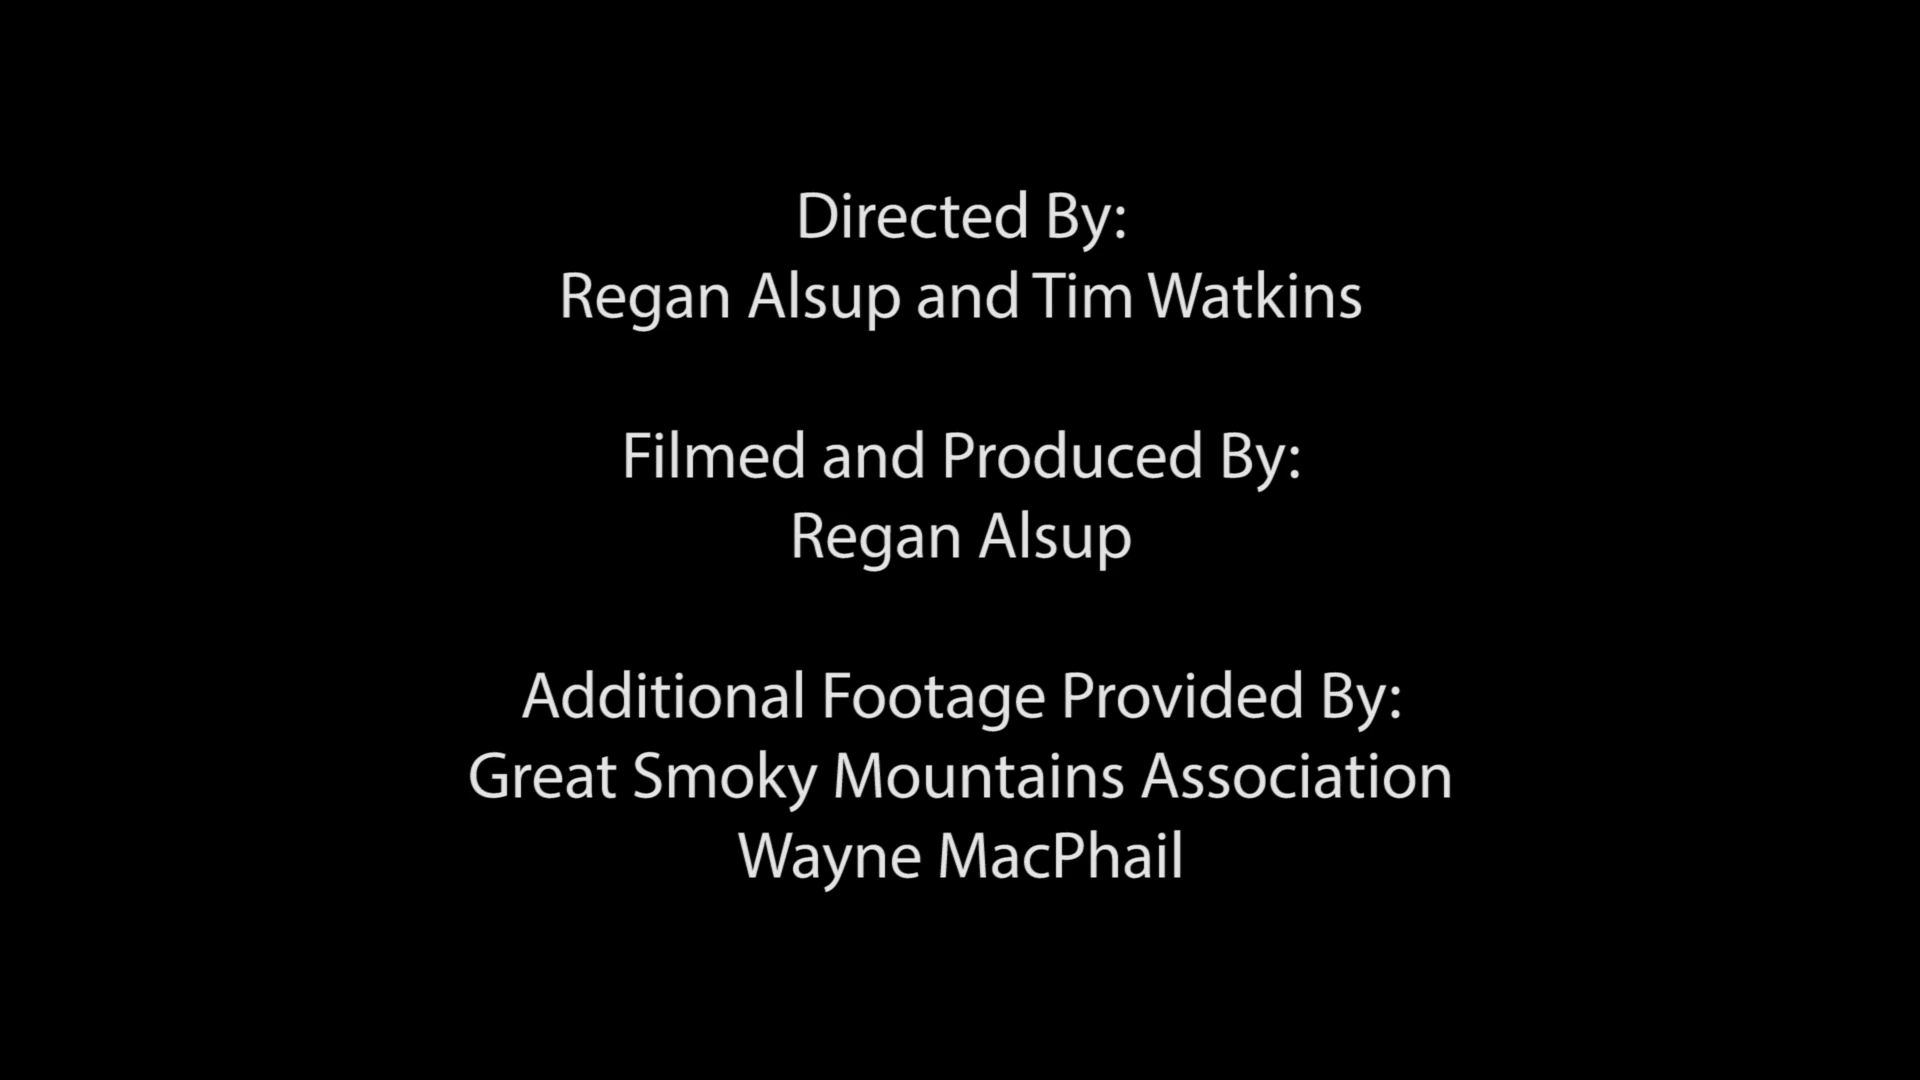 Directed By:
Regan Alsup and Tim Watkins
Filmed and Produced By:
Regan Alsup
Additional Footage Provided By:
Great Smoky Mountains Association
Wayne MacPhail